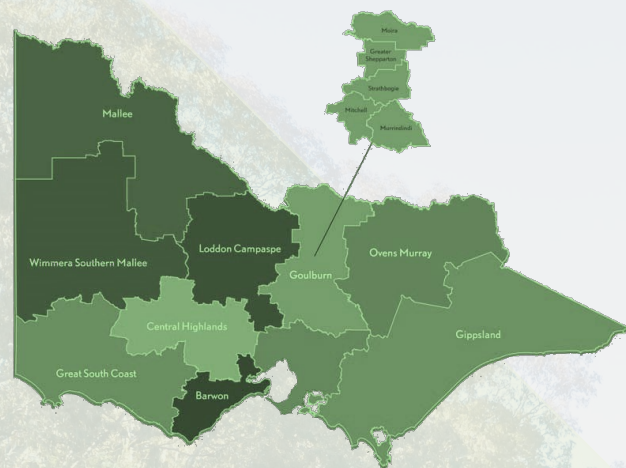 Moira
Greater
Shepparton
Strathbogie
Mitchell
Murrindindi
Mallee
Loddon Campaspe
Ovens Murray
Wimmera Southern Mallee
Goulburn
Central Highlands
Gippsland
Great South Coast
Barwon